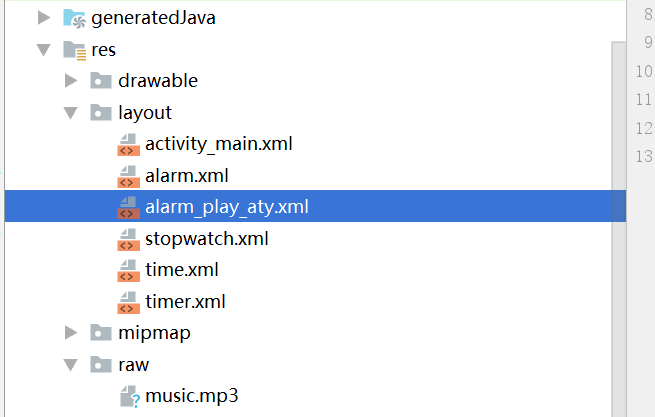 generatedJava
res
drawable
layout
activity_main.xml
alarm.xml
alarm_play_aty.xml
stopwatch.xml
time.xml
timer.xml
mipmap
raw
music.mp3
8
9
10
11
12
13